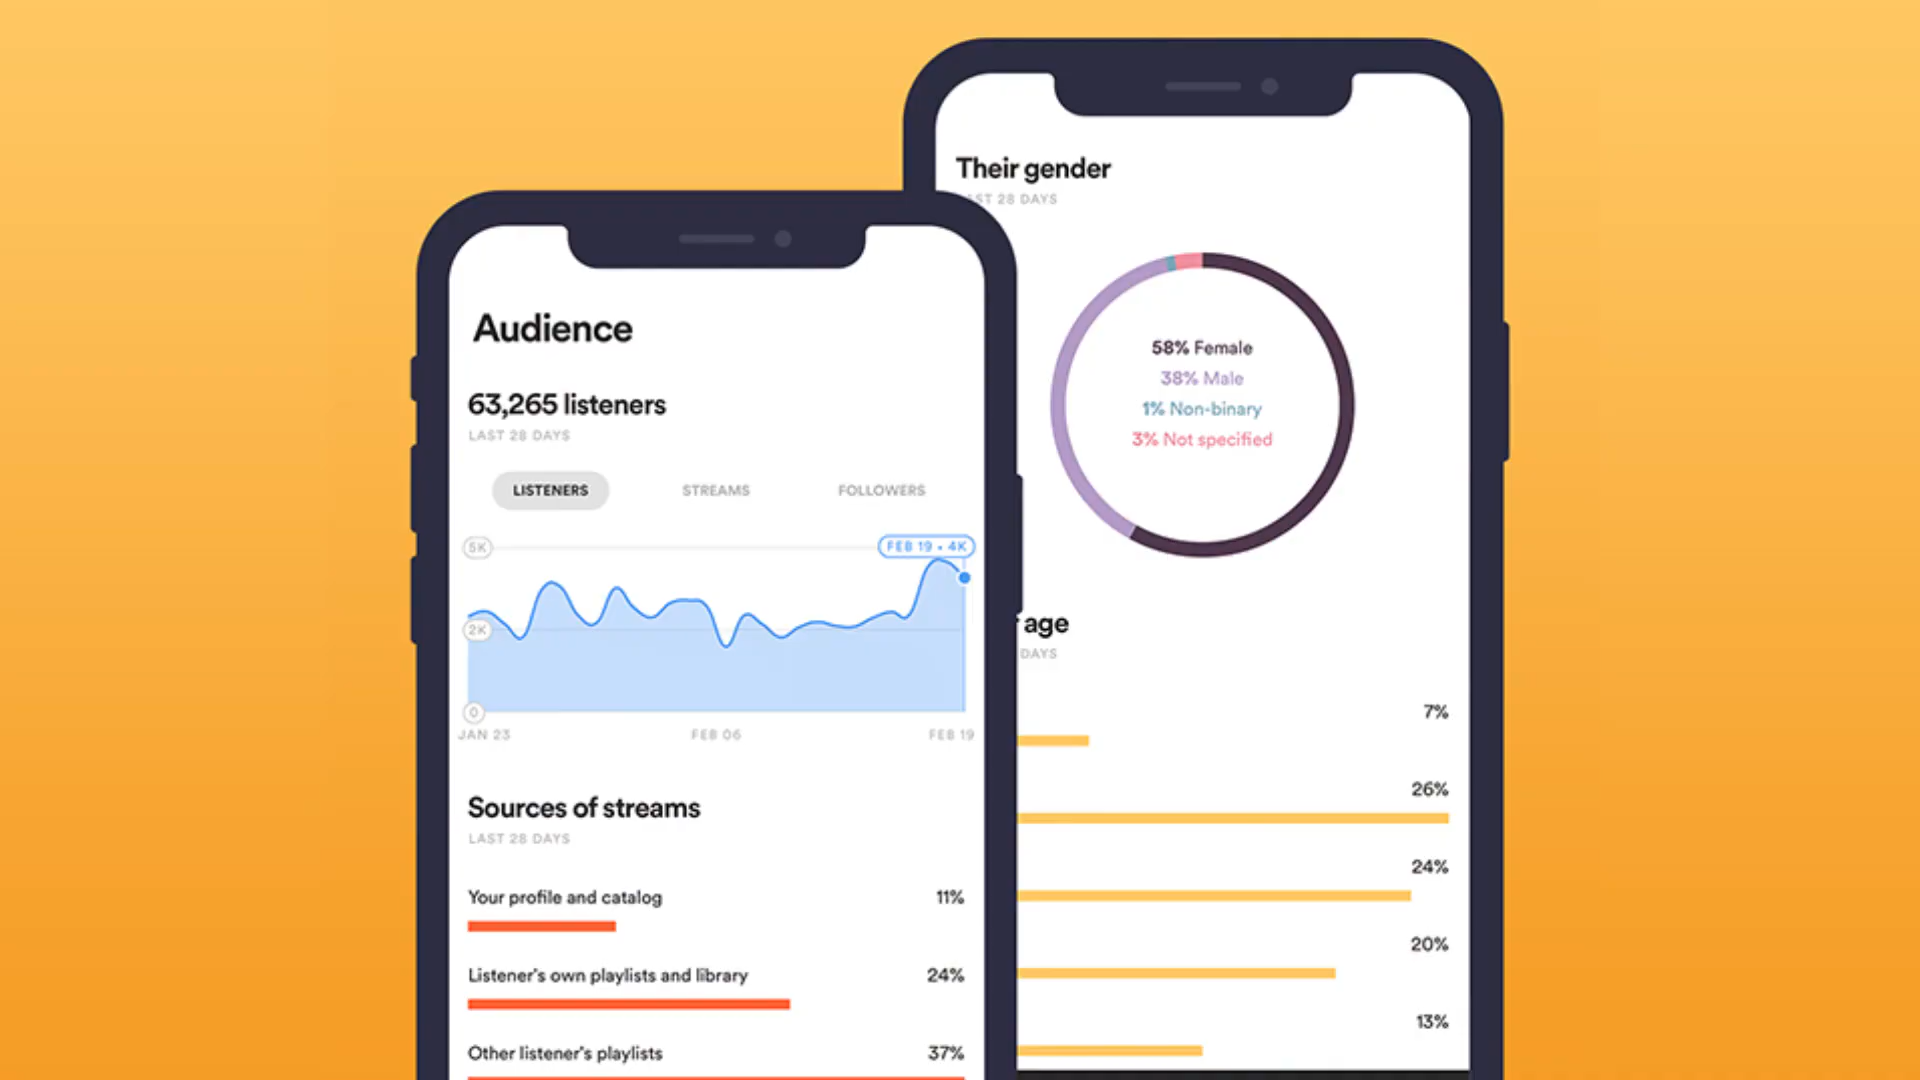 Audience
63,265 listeners
LAST 28 DAYS
LISTENERS STREAMS FOLLOWERS
5K
FEB 19 • 4K
2K
0
JAN 23 FEB 06 FEB 19
Sources of streams
LAST 28 DAYS
Your profile and catalog 11%
Listener's own playlists and library 24%
Other listener's playlists 37%
Their gender
28 DAYS
58% Female
38% Male
1% Non-binary
3% Not specified
age
DAYS
7%
26%
24%
20%
13%